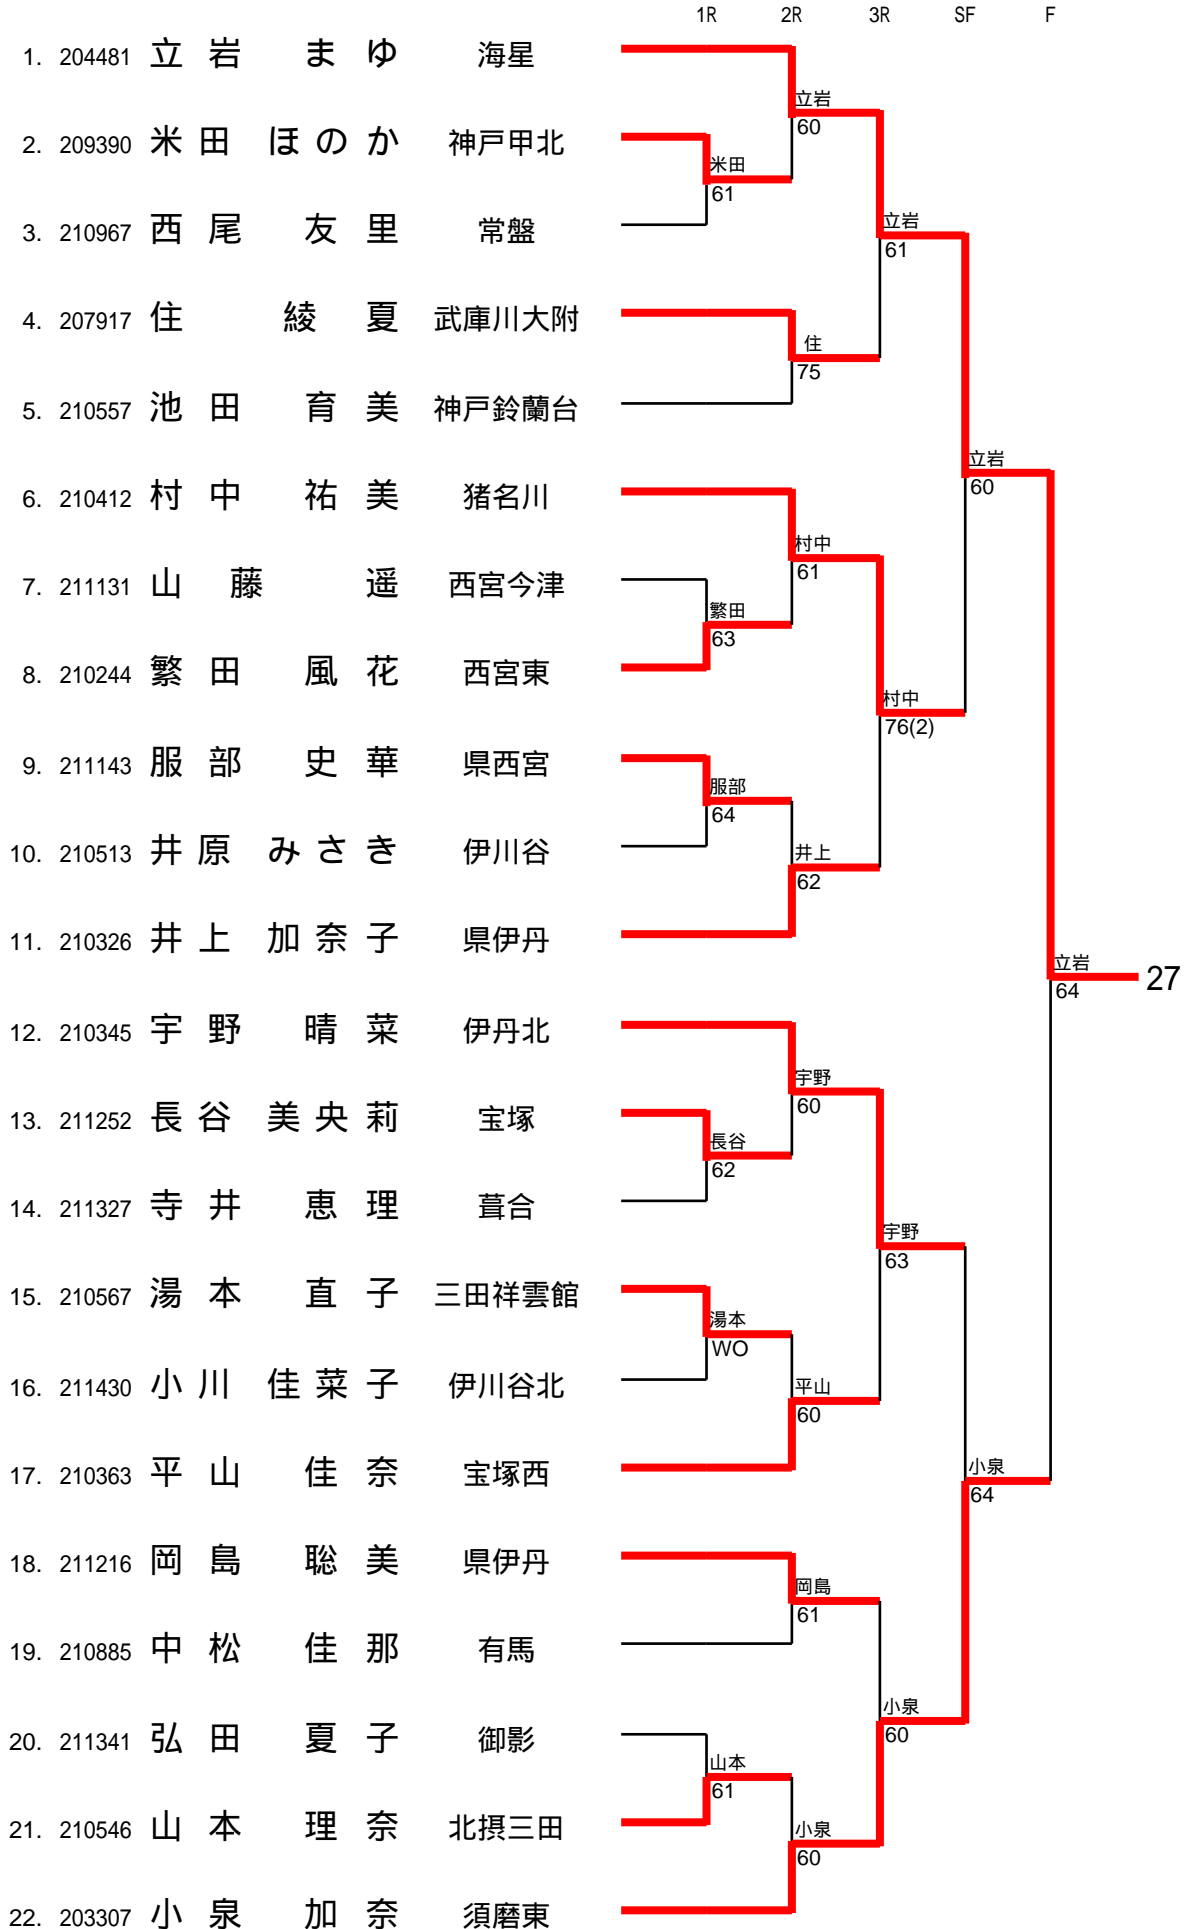 1R 2R 3R SF F
1. 204481 立岩 まゆ 海星
立岩
60
2. 209390 米田 ほのか 神戸甲北
米田
61
3. 210967 西尾 友里 常盤
立岩
61
4. 207917 住 綾夏 武庫川大附
住
75
5. 210557 池田 育美 神戸鈴蘭台
立岩
60
6. 210412 村中 祐美 猪名川
村中
61
7. 211131 山藤 遥 西宮今津
繁田
63
8. 210244 繁田 風花 西宮東
村中
76(2)
9. 211143 服部 史華 県西宮
服部
64
10. 210513 井原 みさき 伊川谷
井上
62
11. 210326 井上 加奈子 県伊丹
立岩
64
27
12. 210345 宇野 晴菜 伊丹北
宇野
60
13. 211252 長谷 美央莉 宝塚
長谷
62
14. 211327 寺井 恵理 葺合
宇野
63
15. 210567 湯本 直子 三田祥雲館
湯本
WO
16. 211430 小川 佳菜子 伊川谷北
平山
60
17. 210363 平山 佳奈 宝塚西
小泉
64
18. 211216 岡島 聡美 県伊丹
岡島
61
19. 210885 中松 佳那 有馬
小泉
60
20. 211341 弘田 夏子 御影
山本
61
21. 210546 山本 理奈 北摂三田
小泉
60
22. 203307 小泉 加奈 須磨東